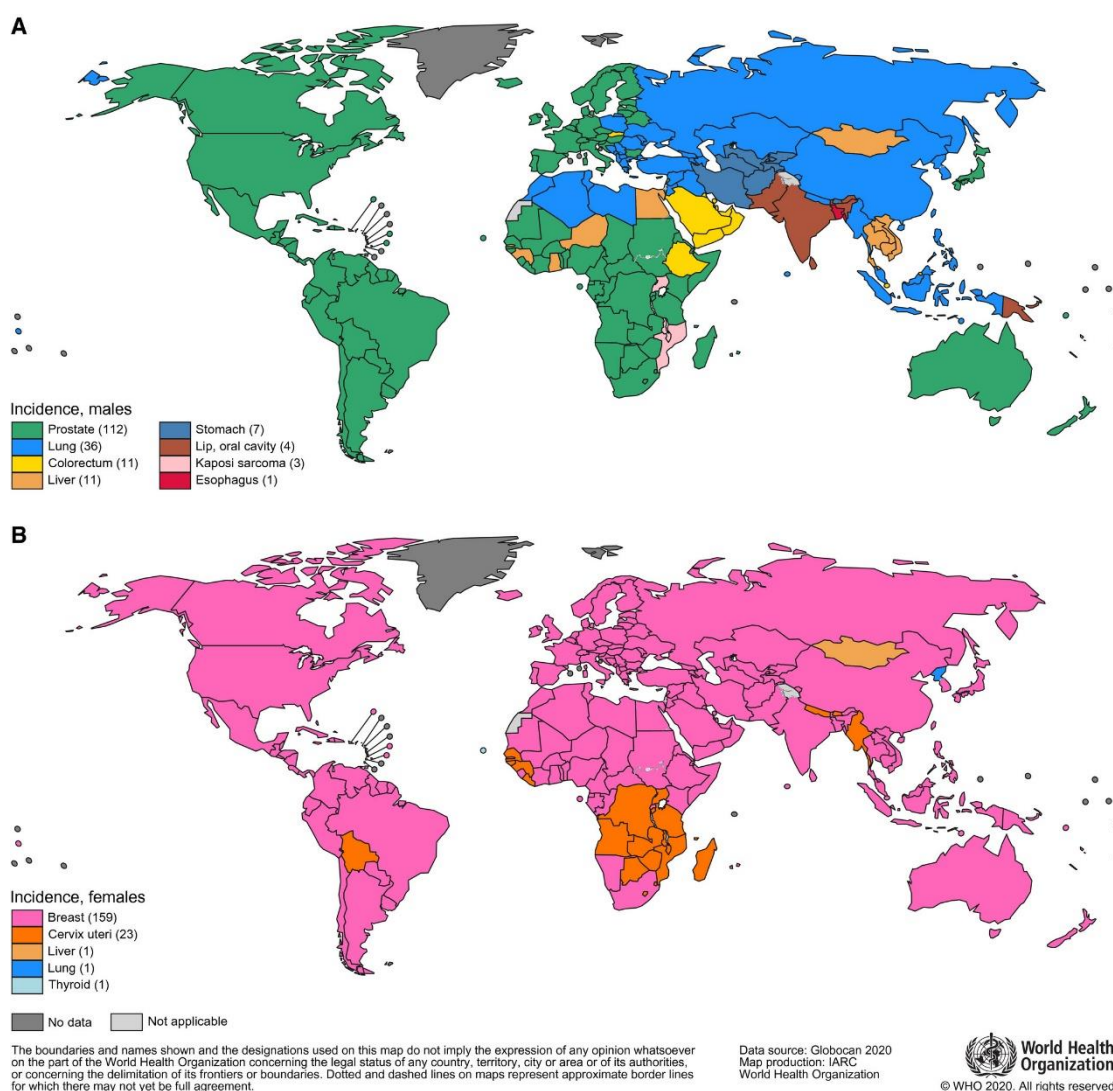 A
Incidence, males
Prostate (112)
Lung (36)
Colorectum (11)
Liver (11)
Stomach (7)
Lip, oral cavity (4)
Kaposi sarcoma (3)
Esophagus (1)
B
Incidence, females
Breast (159)
Cervix uteri (23)
Liver (1)
Lung (1)
Thyroid (1)
No data
Not applicable
The boundaries and names shown and the designations used on this map do not imply the expression of any opinion whatsoever
on the part of the World Health Organization concerning the legal status of any country, territory, city or area or of its authorities,
or concerning the delimitation of its frontiers or boundaries. Dotted and dashed lines on maps represent approximate border lines
for which there may not yet be full agreement.
Data source: Globocan 2020
Map production: IARC
World Health Organization
World Health
Organization
© WHO 2020. All rights reserved